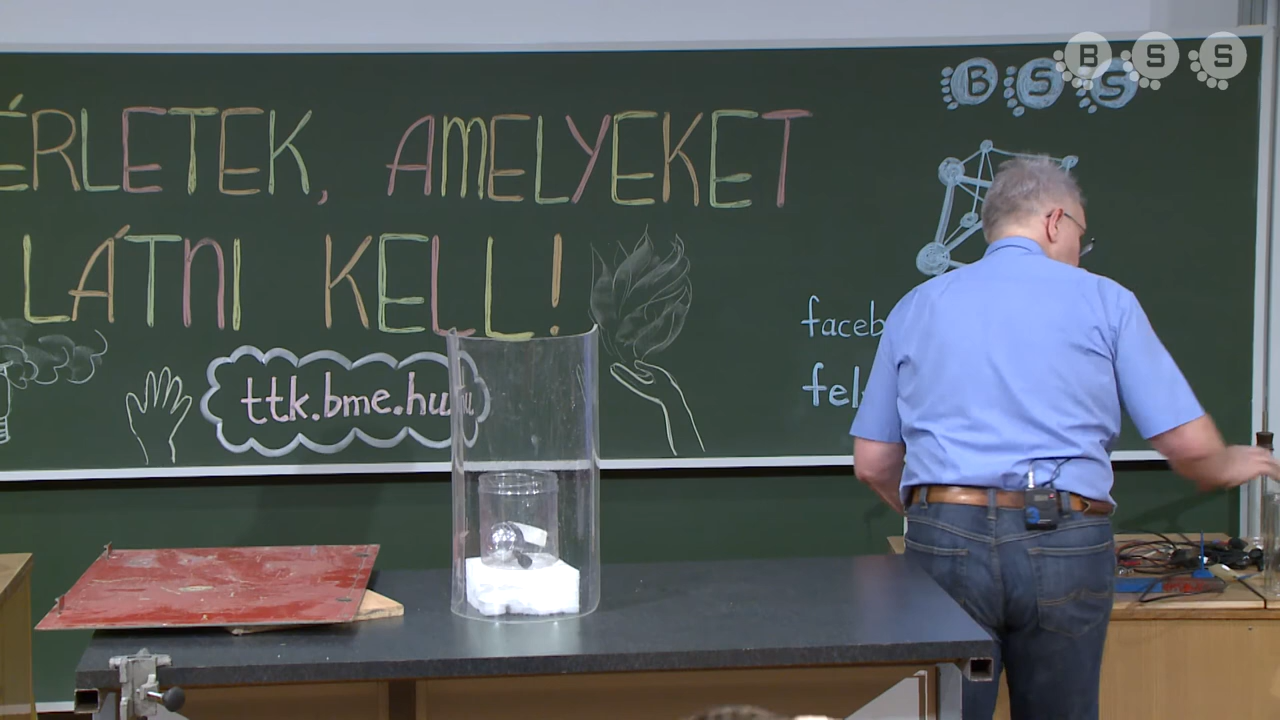 ÉRLETEK, AMELYEKET
LÁTNI KELL!
ttk.bme.hu
faceb
fel
BSS
BSS